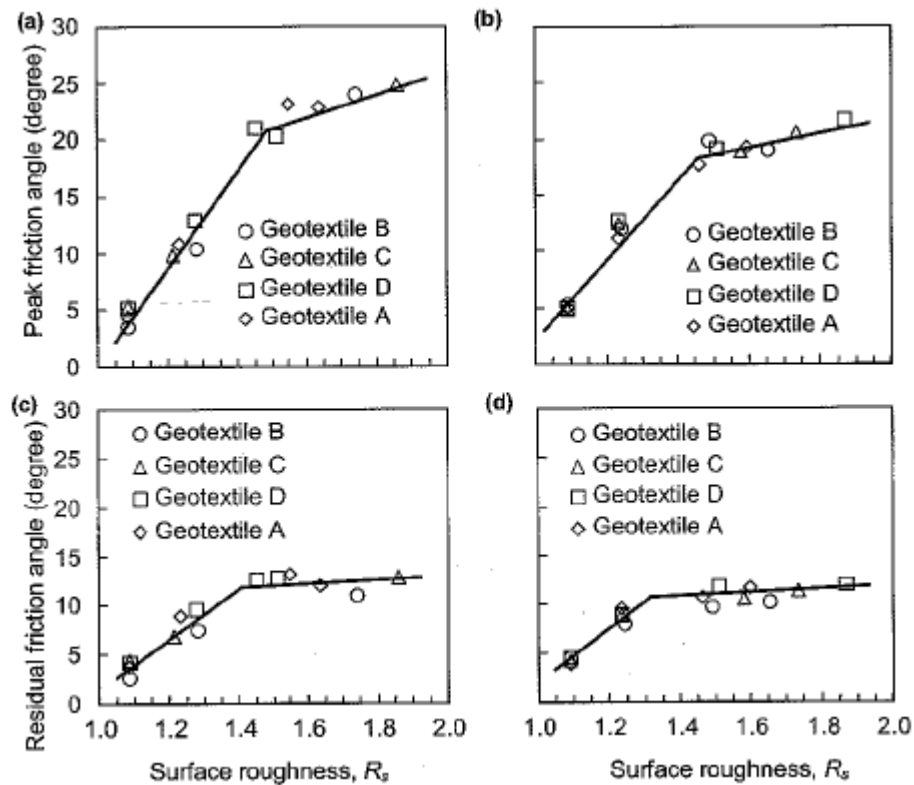 (a)
(b)
30
25
20
15
10
5
0
Peak friction angle (degree)
Geotextile B
Geotextile C
Geotextile D
Geotextile A
Geotextile B
Geotextile C
Geotextile D
Geotextile A
(c)
(d)
30
25
20
15
10
5
0
Residual friction angle (degree)
Geotextile B
Geotextile C
Geotextile D
Geotextile A
Geotextile B
Geotextile C
Geotextile D
Geotextile A
1.0 1.2 1.4 1.6 1.8 2.0
1.0 1.2 1.4 1.6 1.8 2.0
Surface roughness, Rs
Surface roughness, Rs